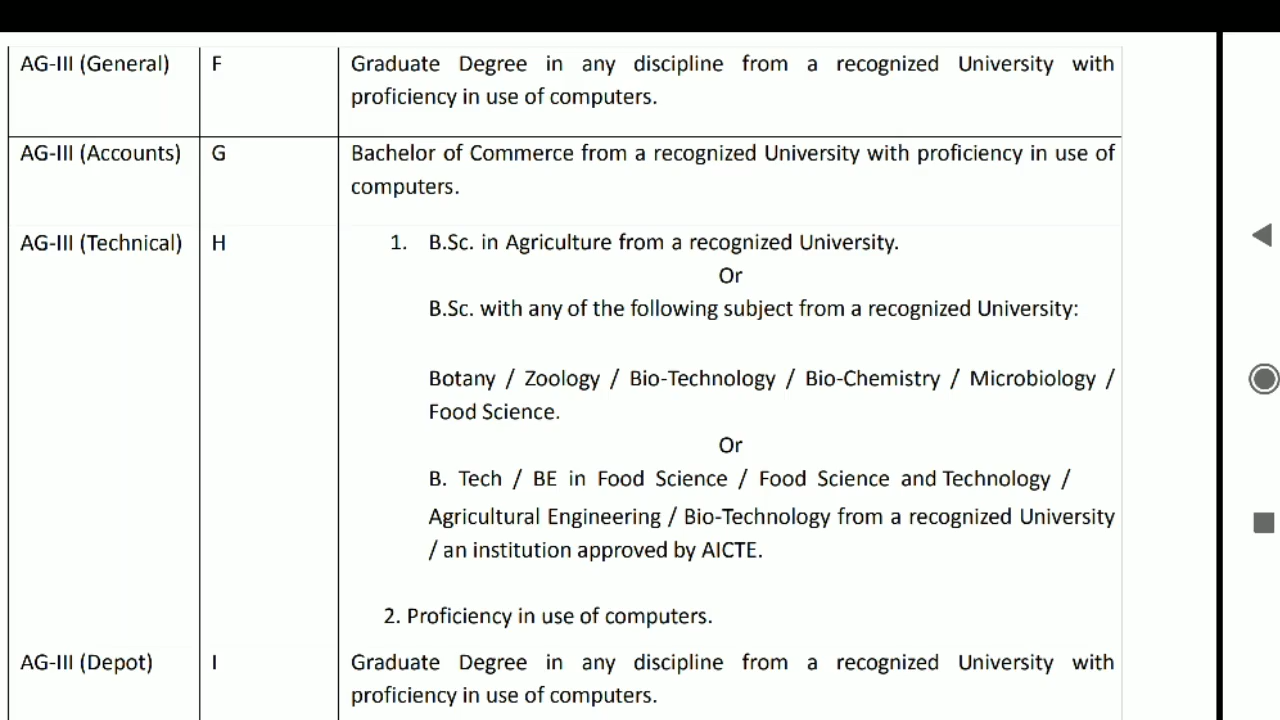 AG-III (General) F Graduate Degree in any discipline from a recognized University with
proficiency in use of computers.
AG-III (Accounts) G Bachelor of Commerce from a recognized University with proficiency in use of
computers.
AG-III (Technical) H 1. B.Sc. in Agriculture from a recognized University.
Or
B.Sc. with any of the following subject from a recognized University:
Botany / Zoology / Bio-Technology / Bio-Chemistry / Microbiology /
Food Science.
Or
B. Tech / BE in Food Science / Food Science and Technology /
Agricultural Engineering / Bio-Technology from a recognized University
/ an institution approved by AICTE.
2. Proficiency in use of computers.
AG-III (Depot) I Graduate Degree in any discipline from a recognized University with
proficiency in use of computers.